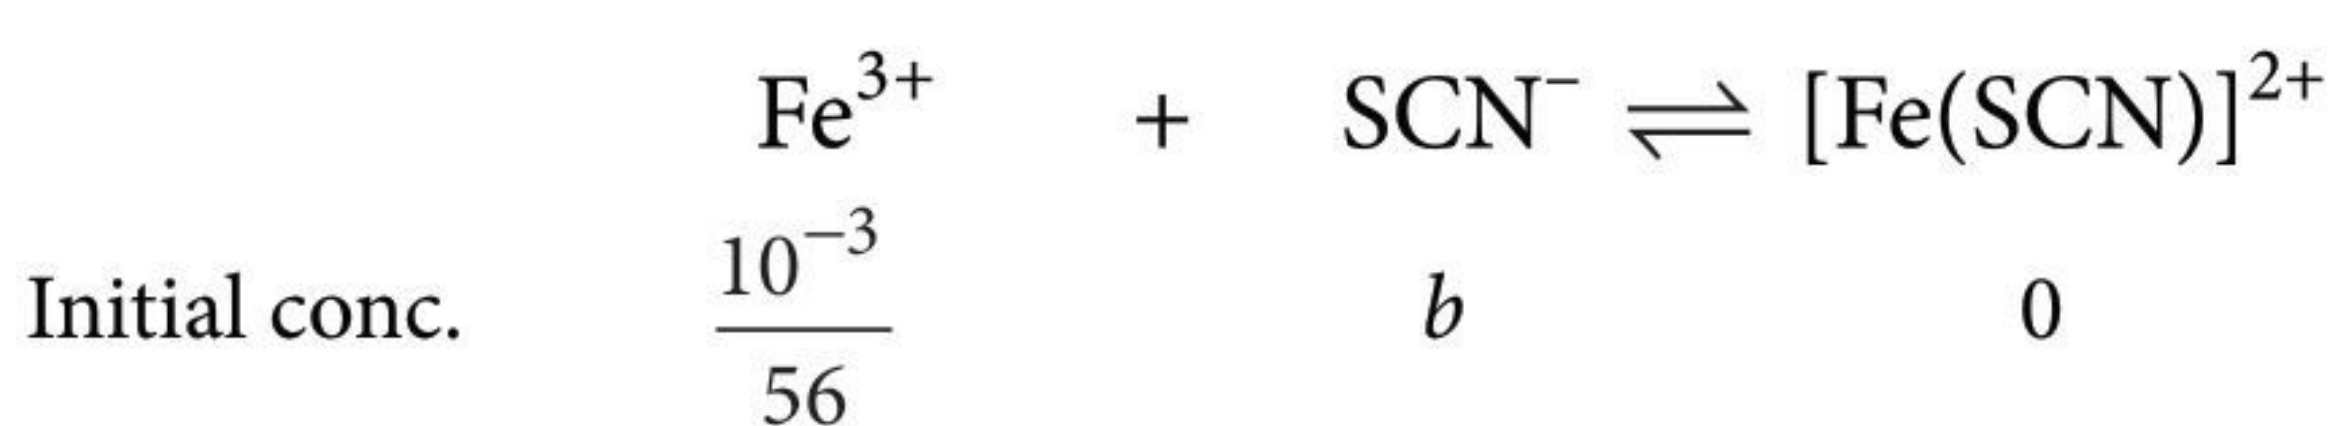 Fe³⁺ + SCN⁻ ⇌ [Fe(SCN)]²⁺
Initial conc. 10⁻³/56 b 0